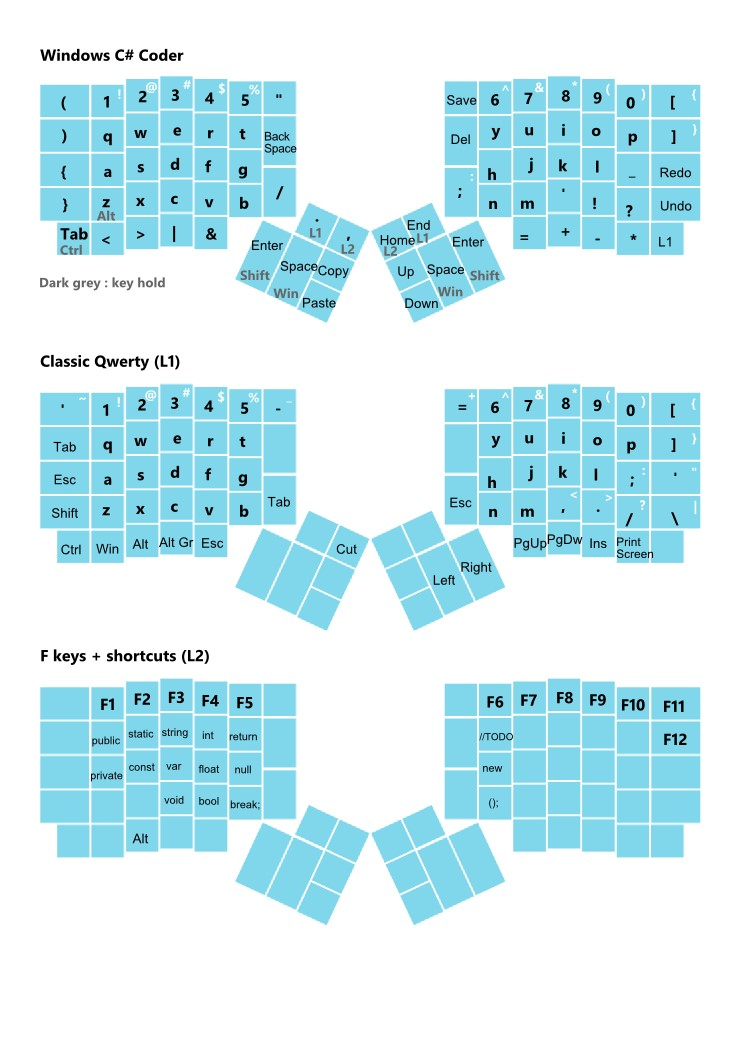 Windows C# Coder
( 1 ! 2 @ 3 # 4 $ 5 % " Save 6 ^ 7 & 8 * 9 ( 0 ) [ {
) q w e r t Back Space Del y u i o p ] }
{ a s d f g h j k l _ Redo
} z Alt x c v b / ; : n m ' ! ? Undo
Tab Ctrl < > | & = + - * L1
. L1 , L2 End L1 Home L2
Enter Shift Space Win Copy Up Space Win Enter Shift
Paste Down
Dark grey : key hold
Classic Qwerty (L1)
' ~ 1 ! 2 @ 3 # 4 $ 5 % - _ = + 6 ^ 7 & 8 * 9 ( 0 ) [ {
Tab q w e r t y u i o p ] }
Esc a s d f g h j k l ; : ' "
Shift z x c v b Tab Esc n m , < . > / ? \ |
Ctrl Win Alt Alt Gr Esc PgUp PgDw Ins Print Screen
Cut Left Right
F keys + shortcuts (L2)
F1 F2 F3 F4 F5 F6 F7 F8 F9 F10 F11
public static string int return //TODO F12
private const var float null new
void bool break; ();
Alt